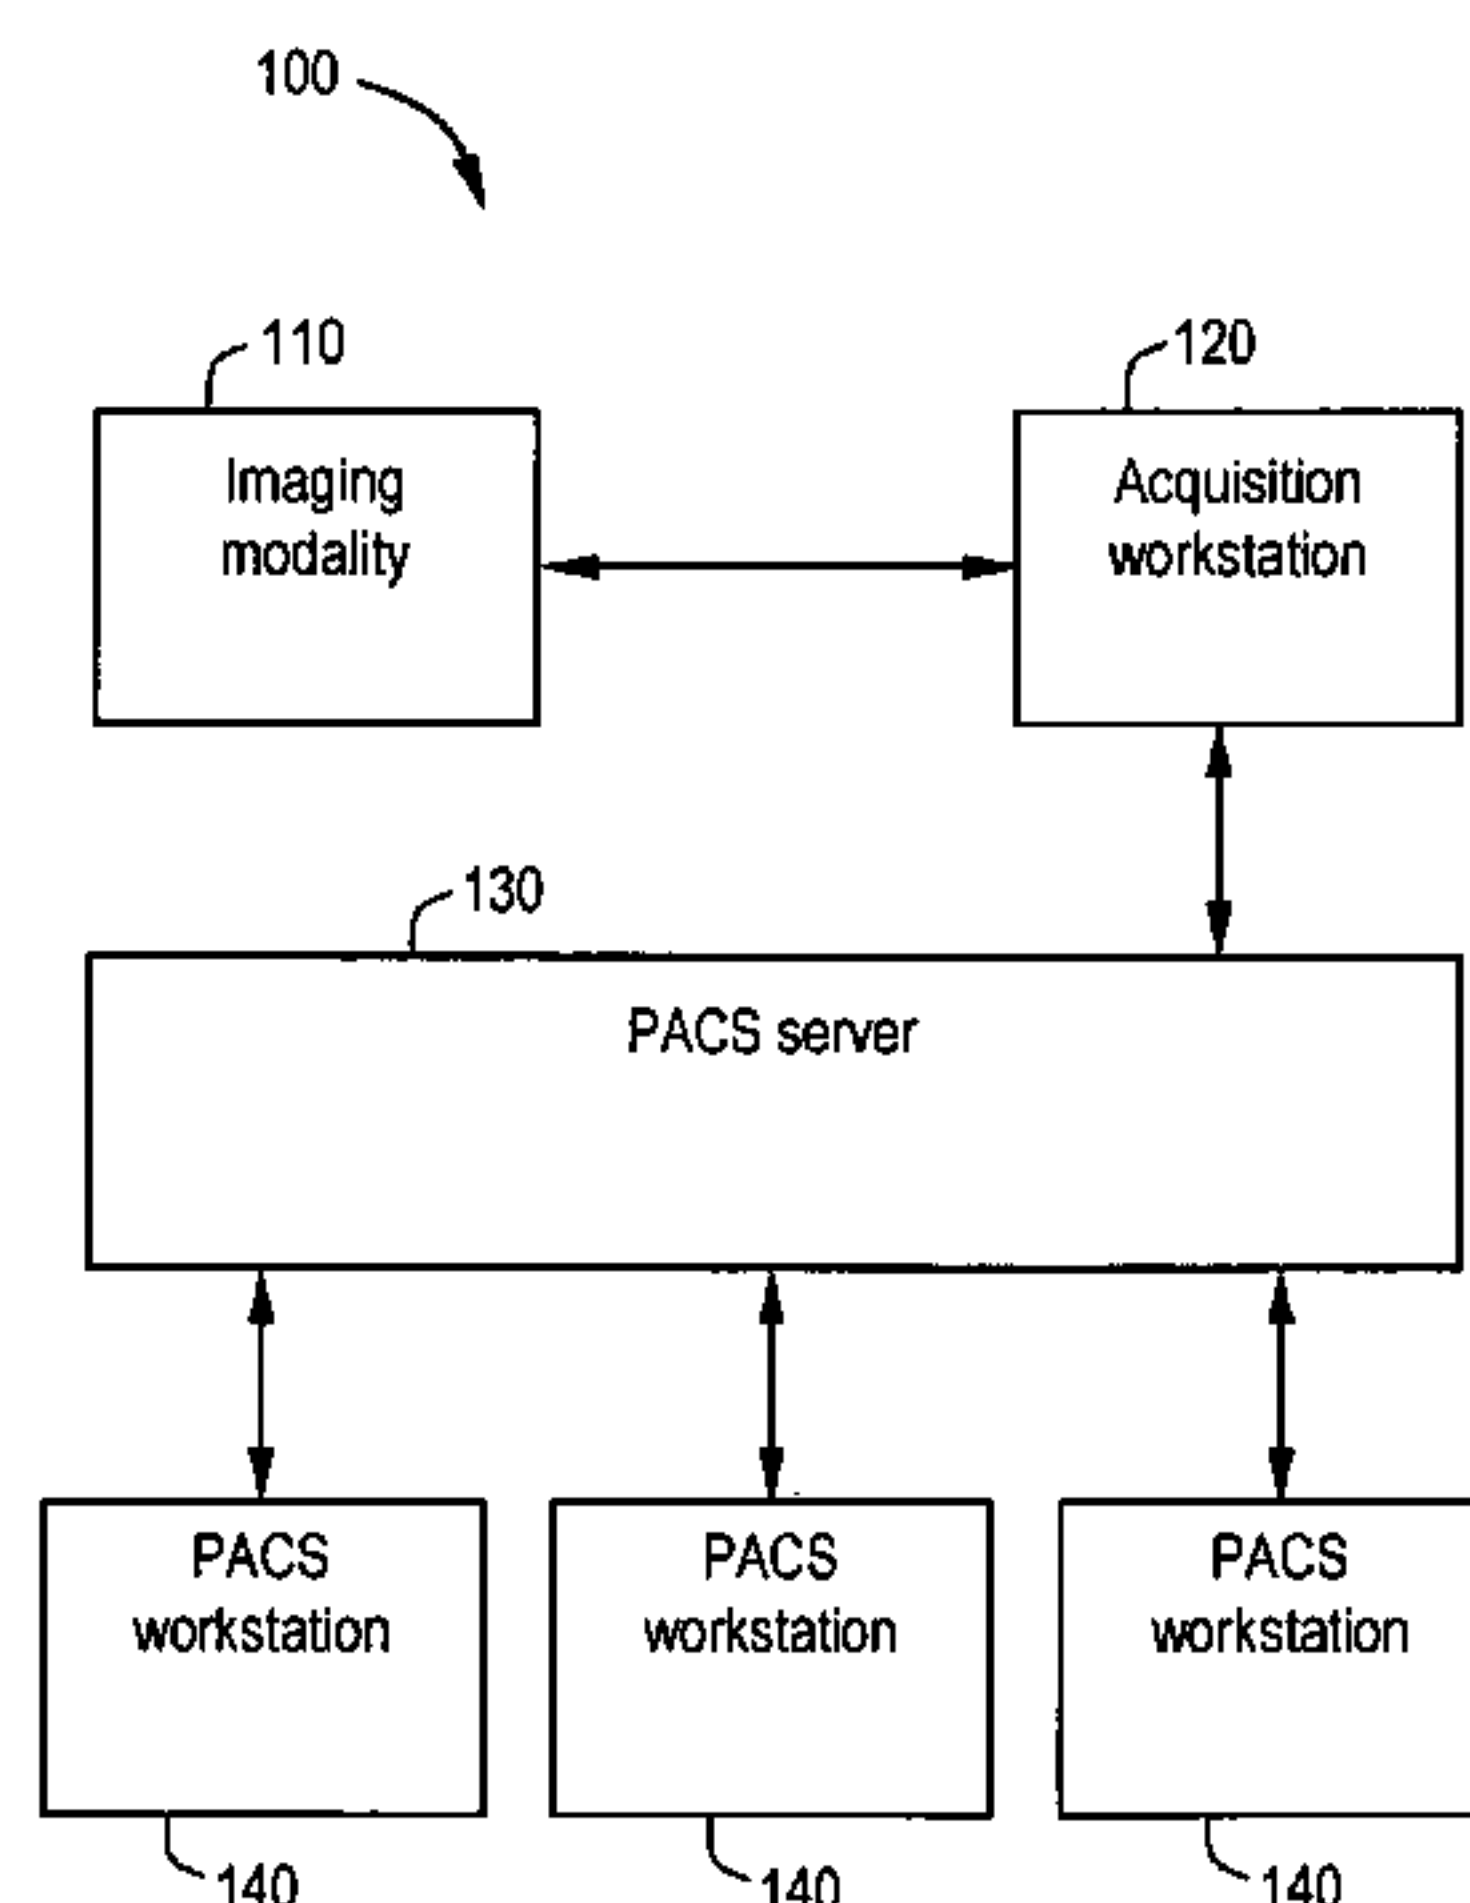 100
110
120
Imaging
modality
Acquisition
workstation
130
PACS server
PACS
workstation
PACS
workstation
PACS
workstation
140
140
140